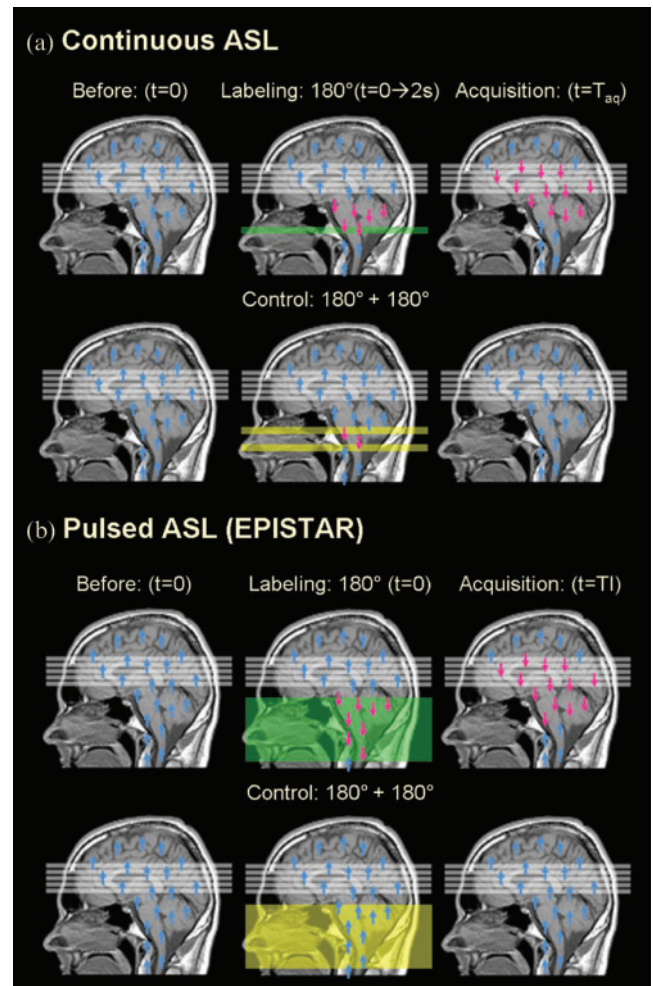 (a) Continuous ASL
Before: (t=0) Labeling: 180°(t=0→2s) Acquisition: (t=Taq)
Control: 180° + 180°
(b) Pulsed ASL (EPISTAR)
Before: (t=0) Labeling: 180° (t=0) Acquisition: (t=TI)
Control: 180° + 180°